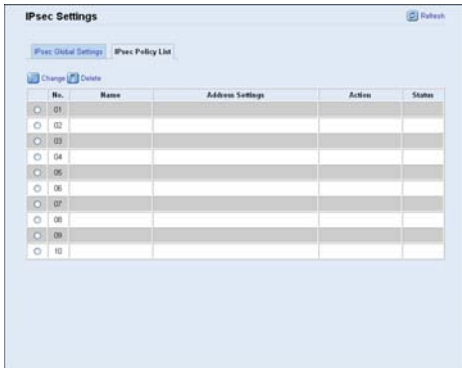 IPsec Settings Refresh
IPsec Global Settings IPsec Policy List
Change Delete
No. Name Address Settings Action Status
01
02
03
04
05
06
07
08
09
10